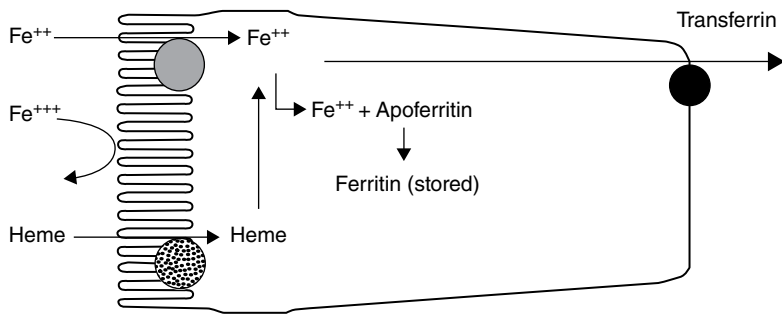 Transferrin
Fe⁺⁺
Fe⁺⁺
Fe⁺⁺⁺
Fe⁺⁺ + Apoferritin
Ferritin (stored)
Heme
Heme